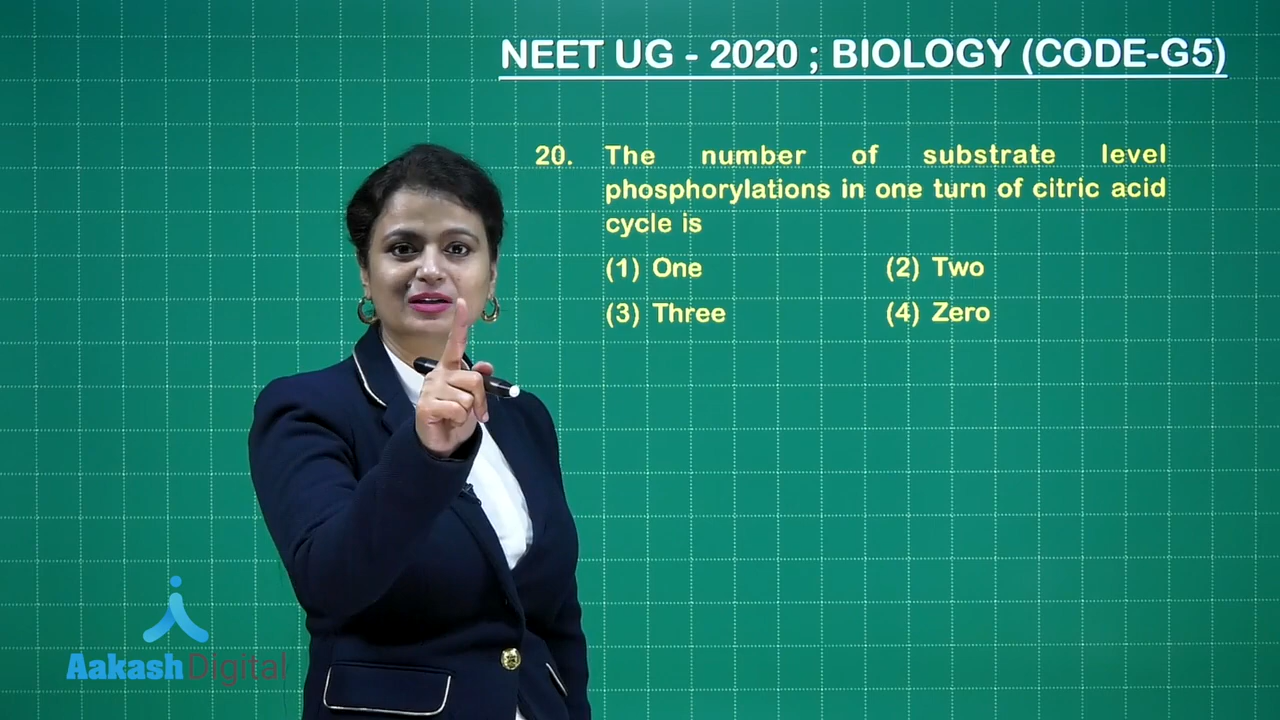 NEET UG - 2020 ; BIOLOGY (CODE-G5)
20. The number of substrate level
phosphorylations in one turn of citric acid
cycle is
(1) One (2) Two
(3) Three (4) Zero
Aakash Digital